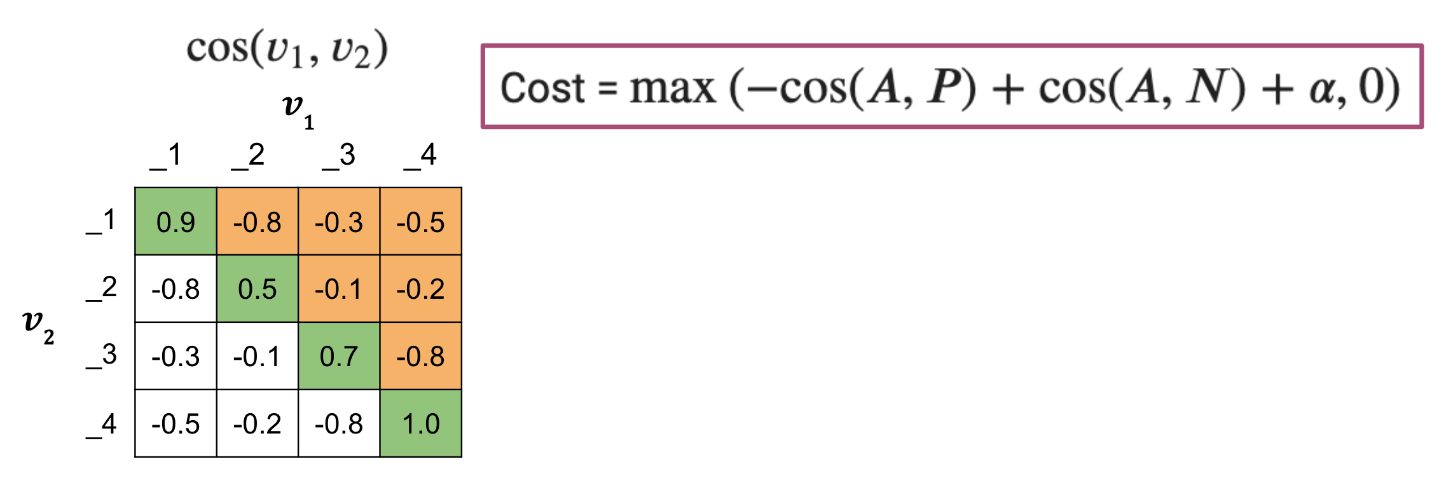 cos(v₁, v₂)
Cost = max (−cos(A, P) + cos(A, N) + α, 0)
v₁
_1 _2 _3 _4
_1 0.9 -0.8 -0.3 -0.5
_2 -0.8 0.5 -0.1 -0.2
v₂
_3 -0.3 -0.1 0.7 -0.8
_4 -0.5 -0.2 -0.8 1.0